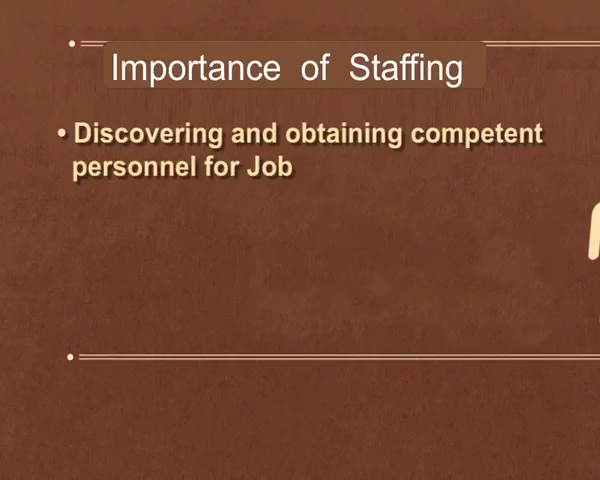 Importance of Staffing
• Discovering and obtaining competent
personnel for Job